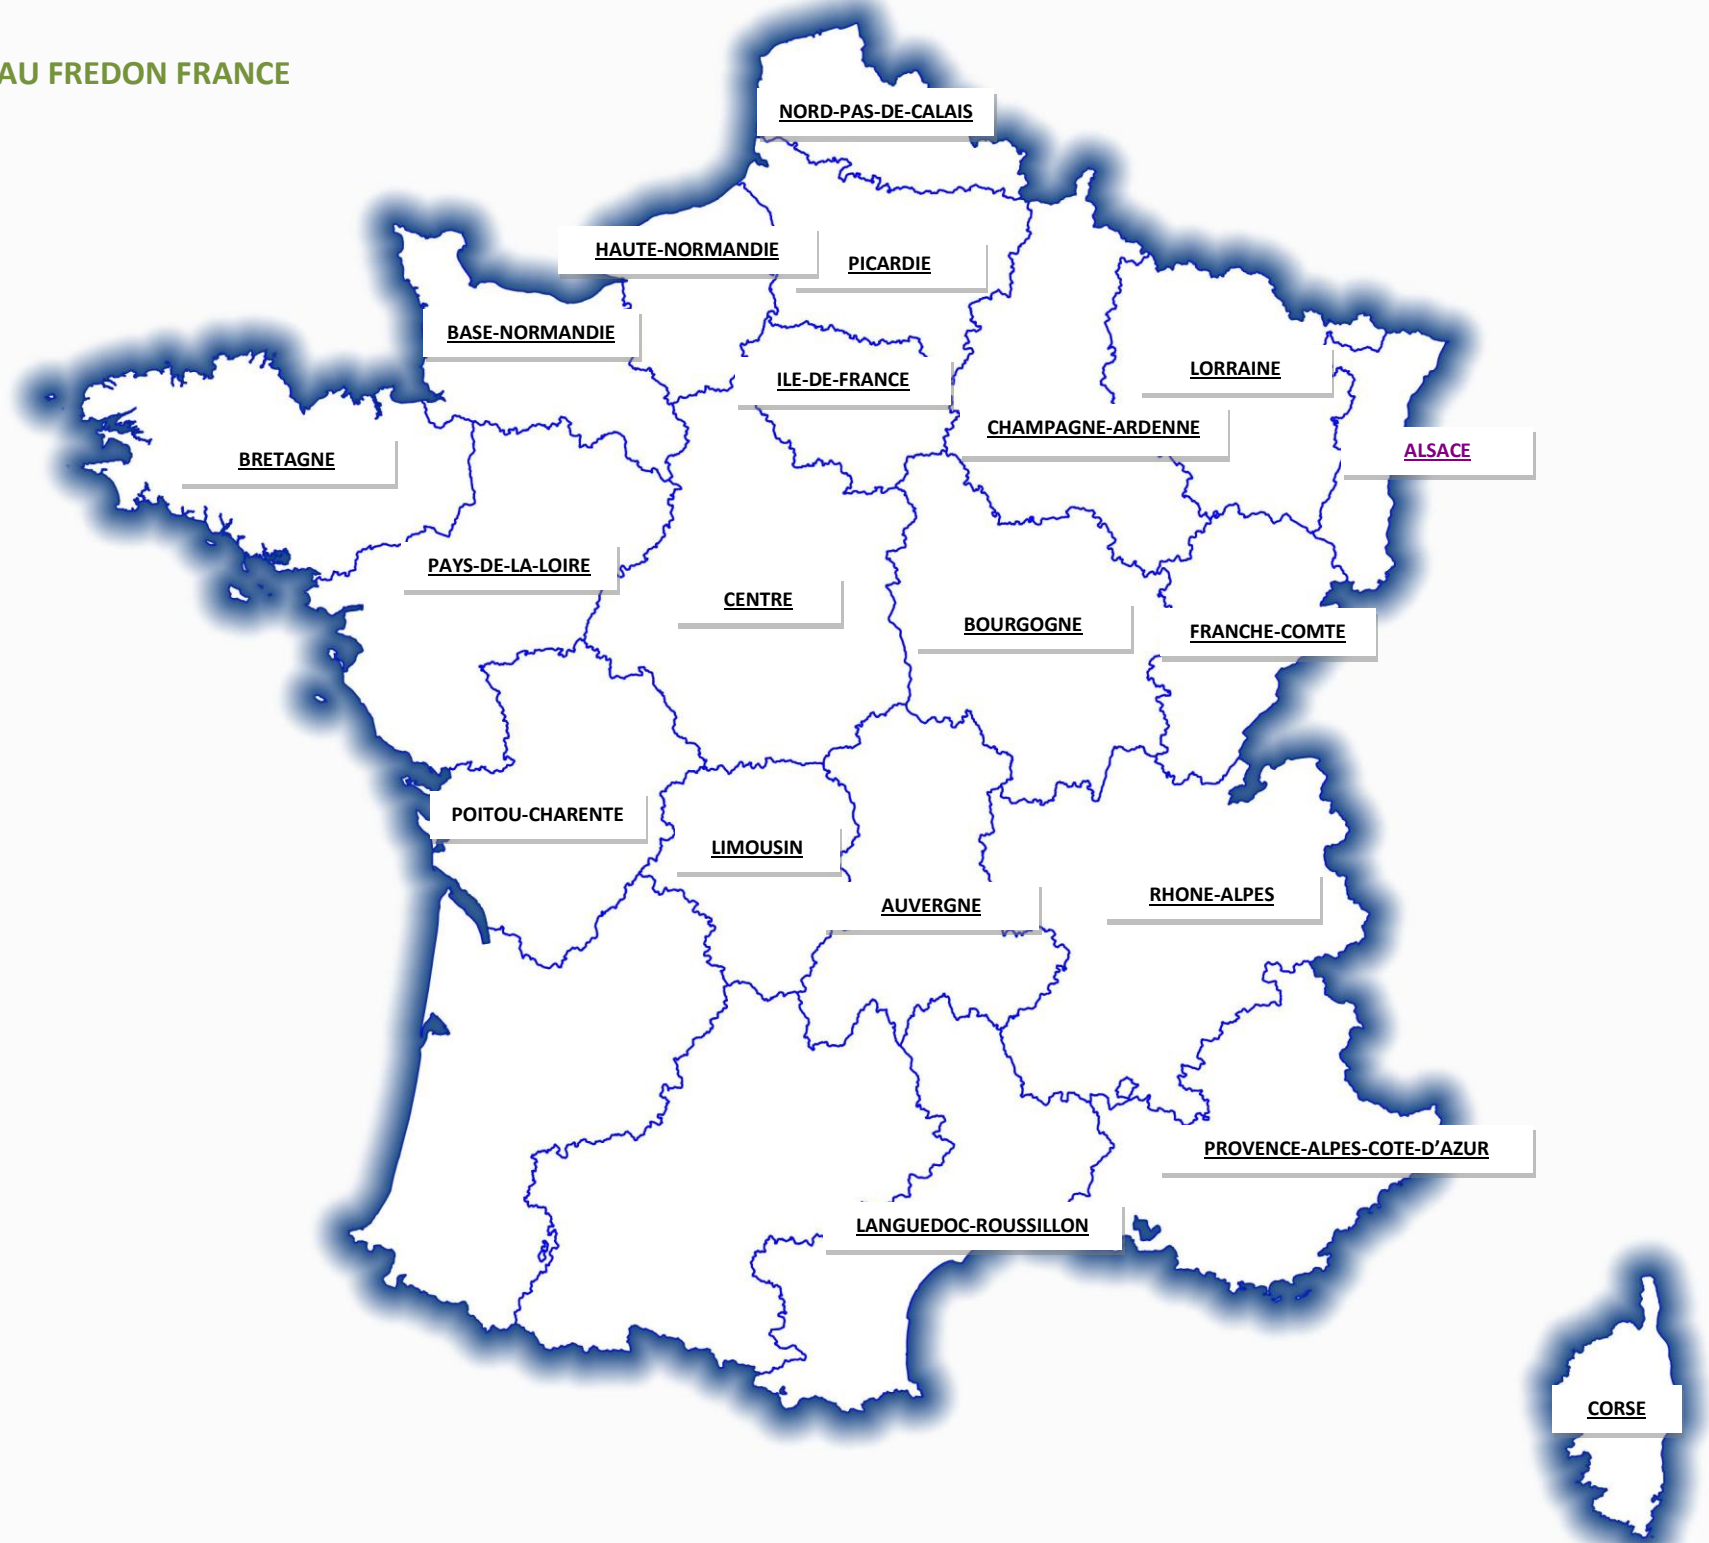 AU FREDON FRANCE
NORD-PAS-DE-CALAIS
HAUTE-NORMANDIE
PICARDIE
BASE-NORMANDIE
ILE-DE-FRANCE
LORRAINE
CHAMPAGNE-ARDENNE
ALSACE
BRETAGNE
PAYS-DE-LA-LOIRE
CENTRE
BOURGOGNE
FRANCHE-COMTE
POITOU-CHARENTE
LIMOUSIN
AUVERGNE
RHONE-ALPES
PROVENCE-ALPES-COTE-D’AZUR
LANGUEDOC-ROUSSILLON
CORSE